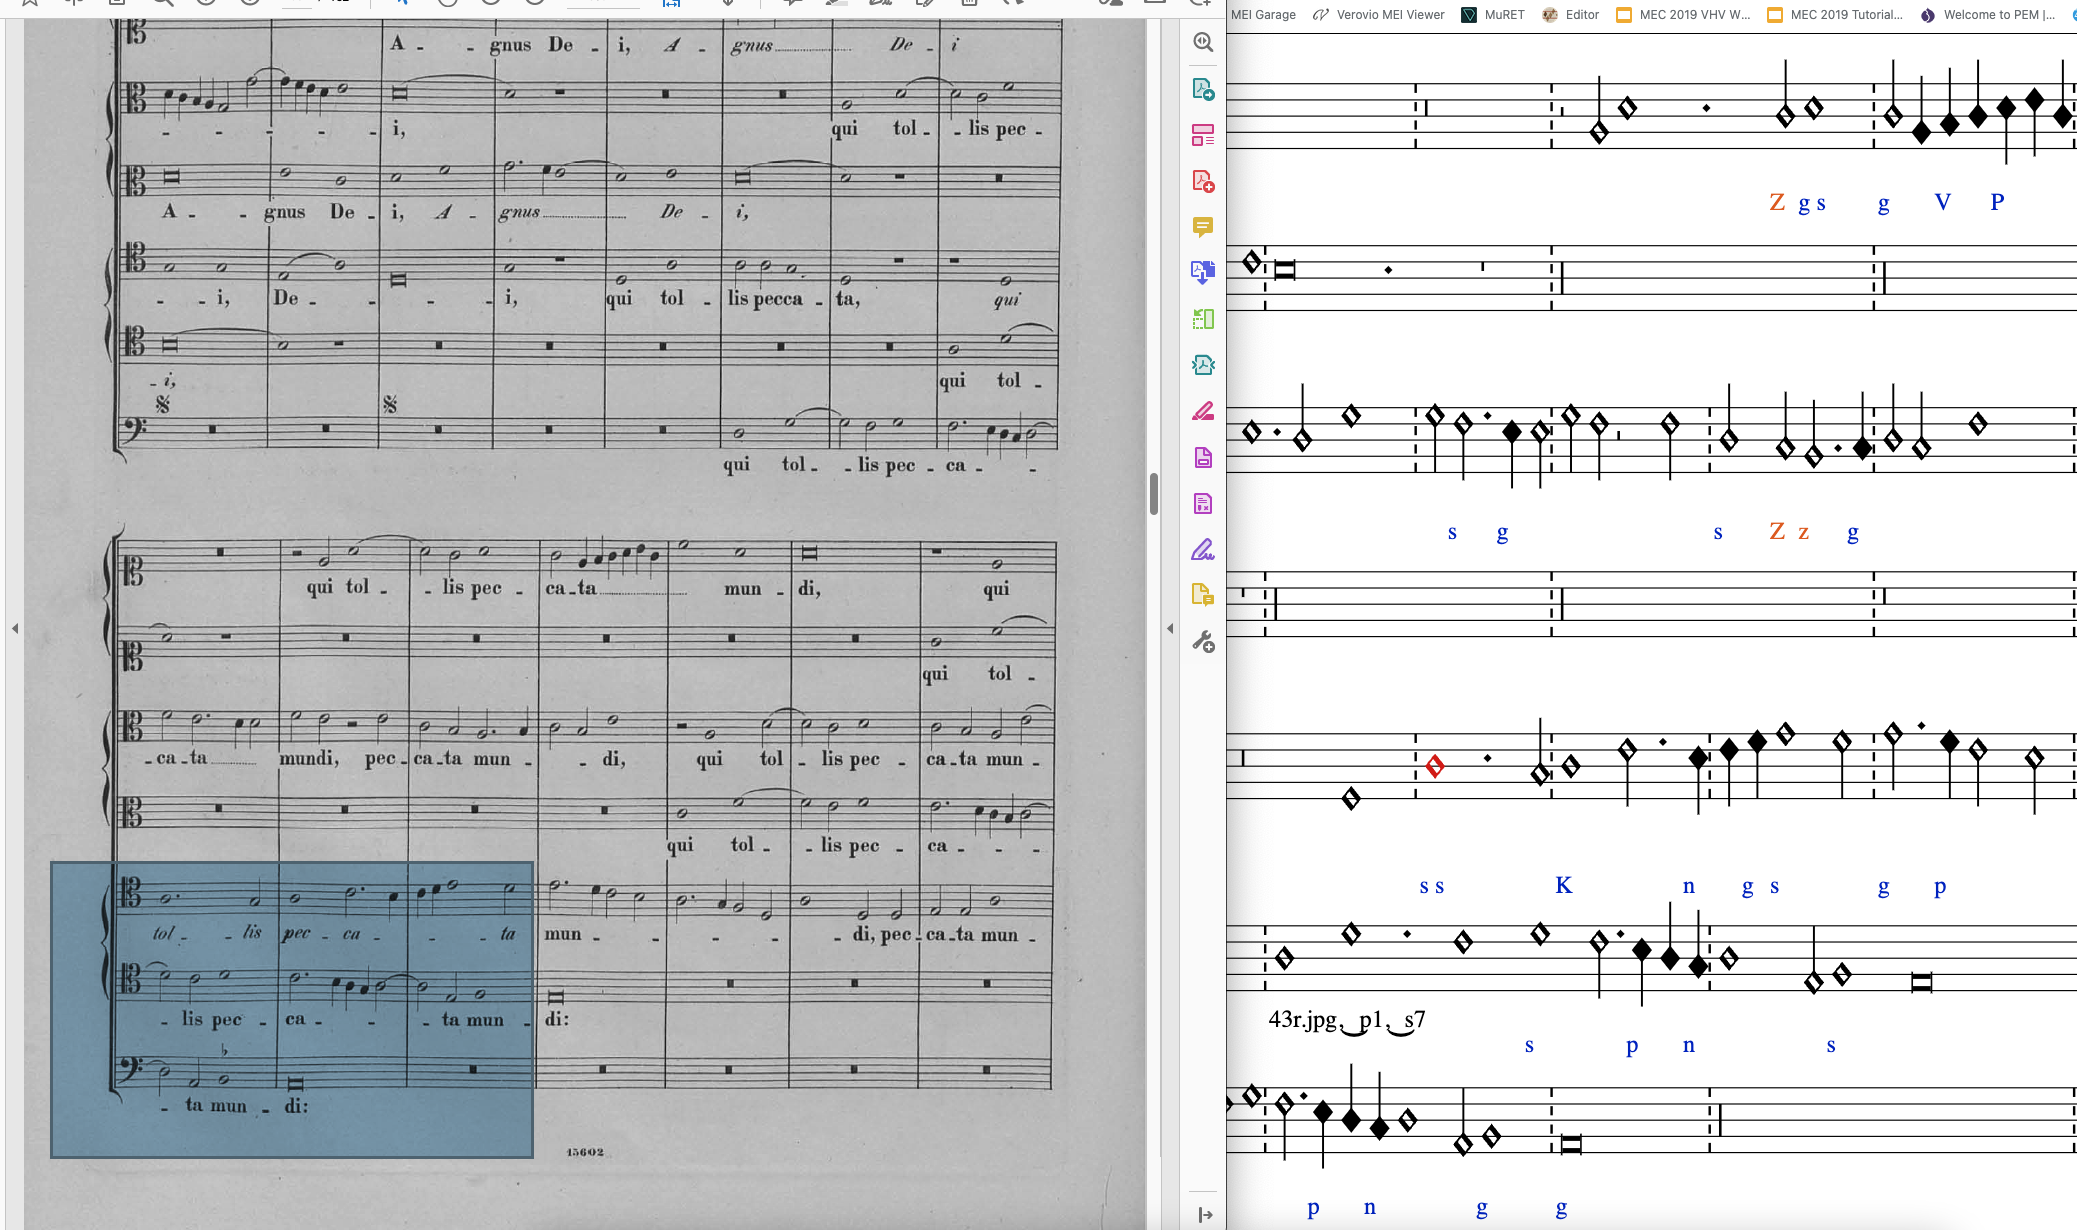 A - - gnus De - i, A - gnus De - i
- - - - - i, qui tol - - lis pec -
A - - gnus De - i, A - gnus De - i,
- - i, De - - - i, qui tol - lis pecca - ta, qui
- i, qui tol -
qui tol - - lis pec - ca - - -
qui tol - - lis pec - ca - ta mun - di, qui
qui tol -
- ca - ta mundi, pec - ca - ta mun - - di, qui tol - lis pec - ca - ta mun -
qui tol - - lis pec - ca - - -
tol - - lis pec - ca - - - ta mun - - - - - di, pec - ca - ta mun -
- lis pec - ca - - - - ta mun - di:
- ta mun - di:
15602
MEI Garage Verovio MEI Viewer MuRET Editor MEC 2019 VHV W... MEC 2019 Tutorial... Welcome to PEM |...
Z g s g V P
s g s Z z g
s s K n g s g p
43r.jpg, p1, s7
s p n s
p n g g